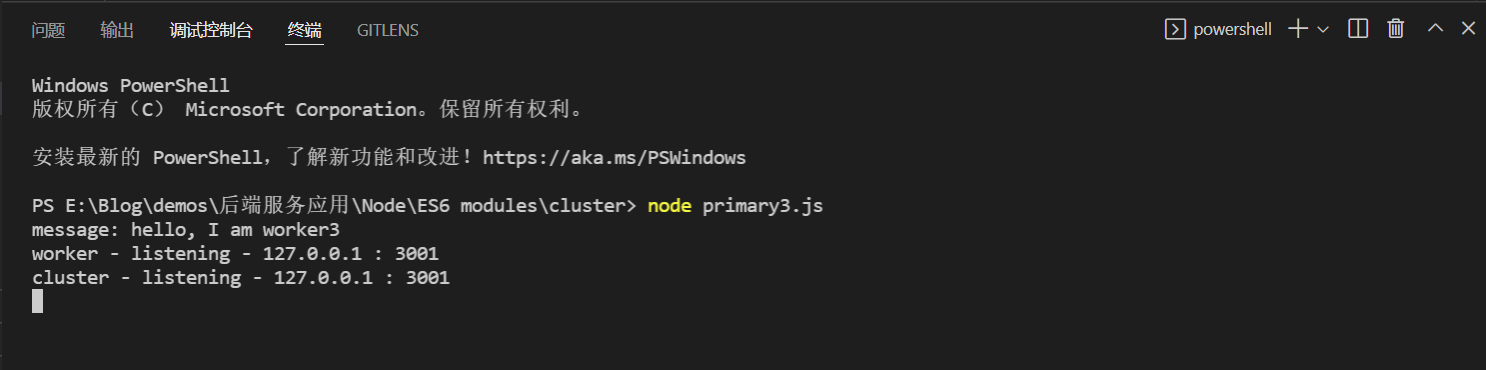 问题 输出 调试控制台 终端 GITLENS powershell
Windows PowerShell
版权所有（C） Microsoft Corporation。保留所有权利。
安装最新的 PowerShell，了解新功能和改进！https://aka.ms/PSWindows
PS E:\Blog\demos\后端服务应用\Node\ES6 modules\cluster> node primary3.js
message: hello, I am worker3
worker - listening - 127.0.0.1 : 3001
cluster - listening - 127.0.0.1 : 3001